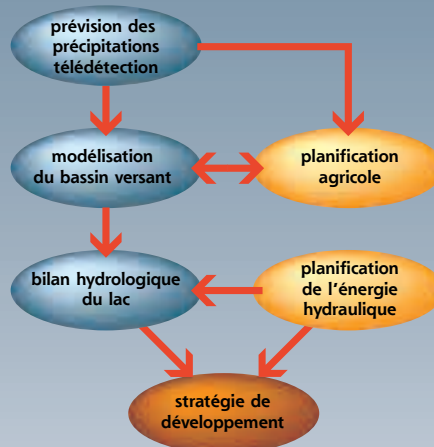 prévision des
précipitations
télédétection
modélisation
du bassin versant
planification
agricole
bilan hydrologique
du lac
planification
de l'énergie
hydraulique
stratégie de
développement